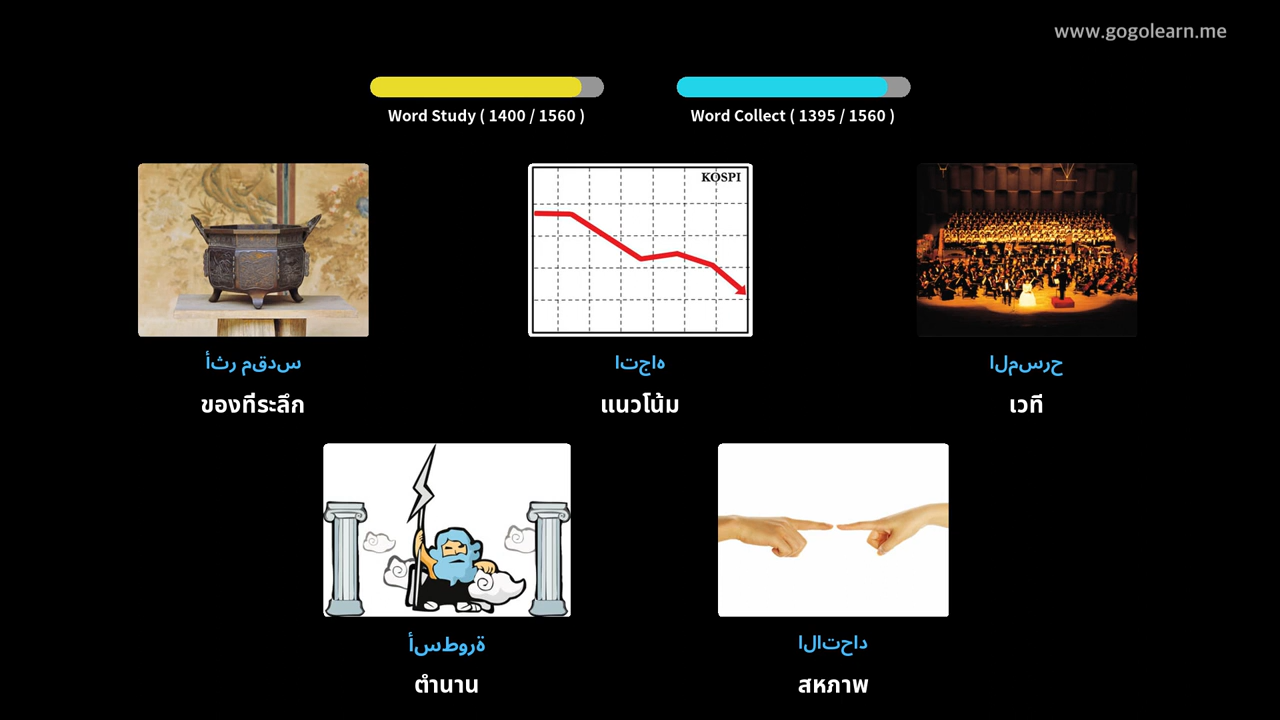 www.gogolearn.me
Word Study ( 1400 / 1560 )
Word Collect ( 1395 / 1560 )
KOSPI
أثر مقدس
ของที่ระลึก
اتجاه
แนวโน้ม
المسرح
เวที
أسطورة
ตำนาน
الاتحاد
สหภาพ